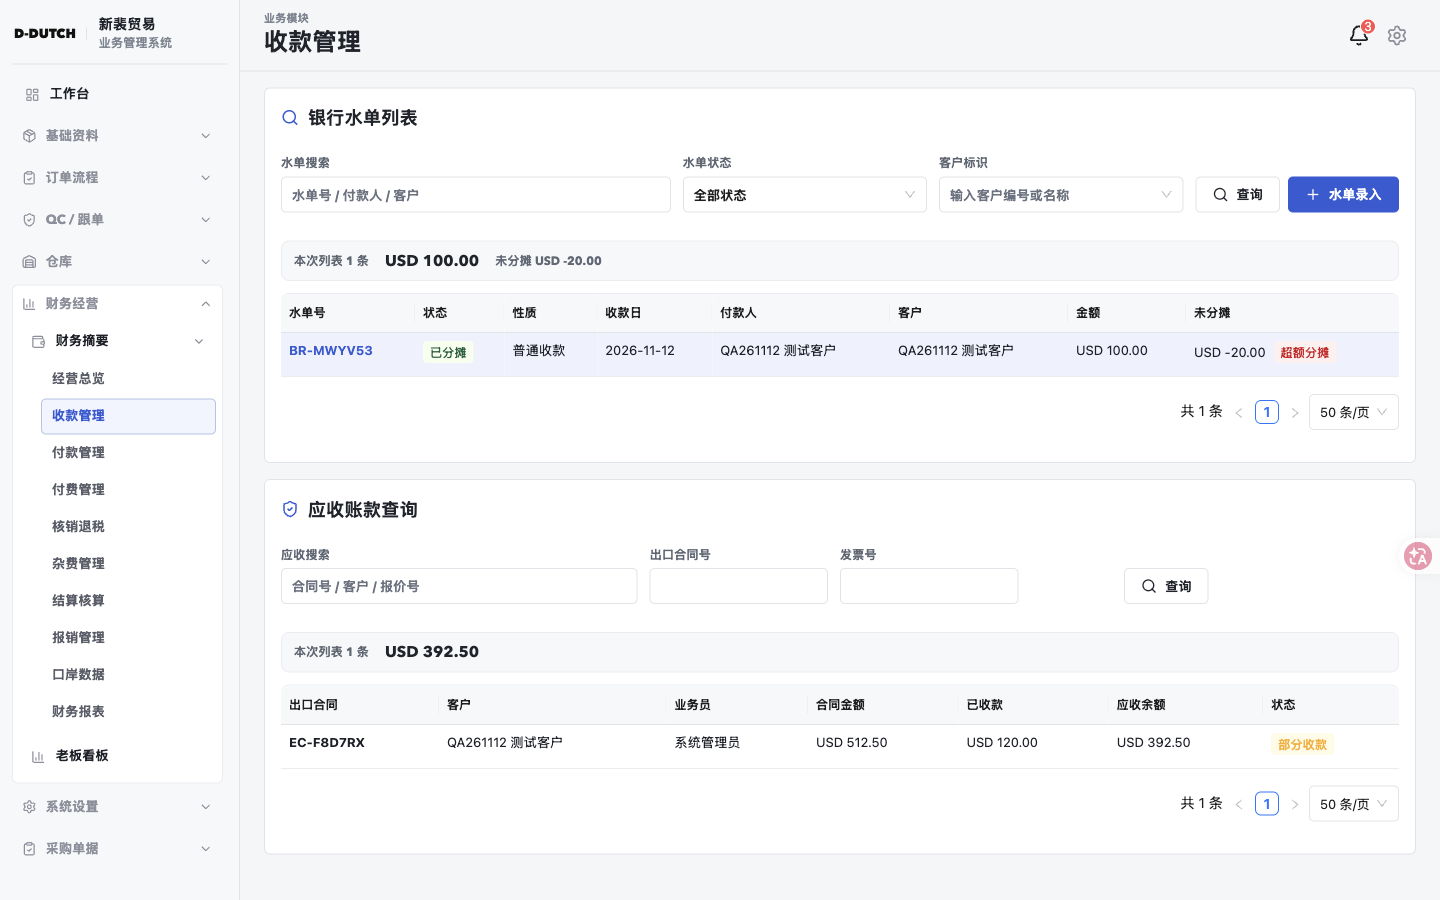 D-DUTCH
新裴贸易
业务管理系统
工作台
基础资料
订单流程
QC / 跟单
仓库
财务经营
财务摘要
经营总览
收款管理
付款管理
付费管理
核销退税
杂费管理
结算核算
报销管理
口岸数据
财务报表
老板看板
系统设置
采购单据
业务模块
收款管理
3
银行水单列表
水单搜索 水单状态 客户标识
水单号 / 付款人 / 客户 全部状态 输入客户编号或名称 查询 水单录入
本次列表 1 条 USD 100.00 未分摊 USD -20.00
水单号 状态 性质 收款日 付款人 客户 金额 未分摊
BR-MWYV53 已分摊 普通收款 2026-11-12 QA261112 测试客户 QA261112 测试客户 USD 100.00 USD -20.00 超额分摊
共 1 条 1 50 条/页
应收账款查询
应收搜索 出口合同号 发票号
合同号 / 客户 / 报价号 查询
本次列表 1 条 USD 392.50
出口合同 客户 业务员 合同金额 已收款 应收余额 状态
EC-F8D7RX QA261112 测试客户 系统管理员 USD 512.50 USD 120.00 USD 392.50 部分收款
共 1 条 1 50 条/页